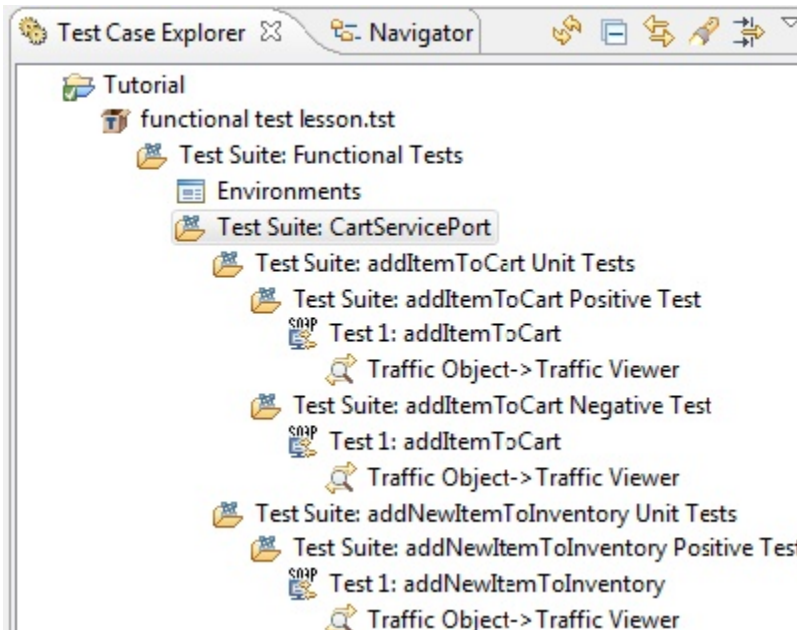 Test Case Explorer Navigator
Tutorial
functional test lesson.tst
Test Suite: Functional Tests
Environments
Test Suite: CartServicePort
Test Suite: addItemToCart Unit Tests
Test Suite: addItemToCart Positive Test
SOAP Test 1: addItemToCart
Traffic Object->Traffic Viewer
Test Suite: addItemToCart Negative Test
SOAP Test 1: addItemToCart
Traffic Object->Traffic Viewer
Test Suite: addNewItemToInventory Unit Tests
Test Suite: addNewItemToInventory Positive Test
SOAP Test 1: addNewItemToInventory
Traffic Object->Traffic Viewer